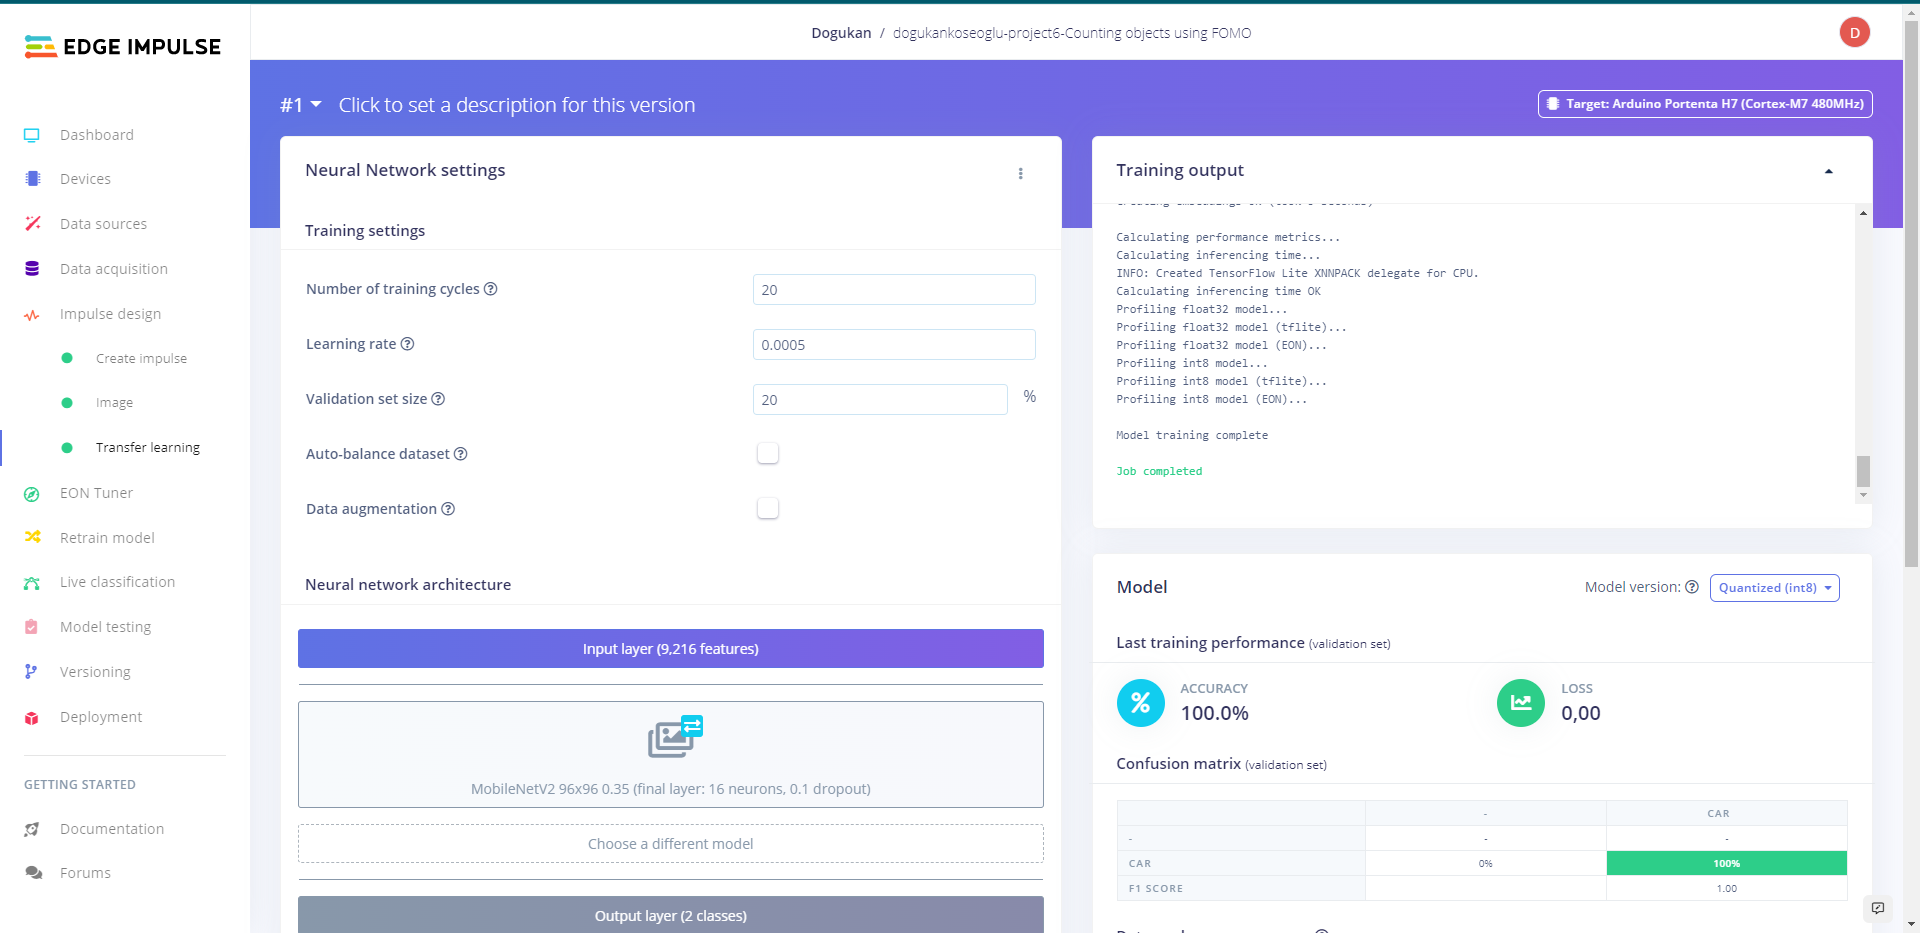 EDGE IMPULSE
Dogukan / dogukankoseoglu-project6-Counting objects using FOMO
D
Dashboard
Devices
Data sources
Data acquisition
Impulse design
Create impulse
Image
Transfer learning
EON Tuner
Retrain model
Live classification
Model testing
Versioning
Deployment
GETTING STARTED
Documentation
Forums
#1 Click to set a description for this version
Target: Arduino Portenta H7 (Cortex-M7 480MHz)
Neural Network settings
Training settings
Number of training cycles
20
Learning rate
0.0005
Validation set size
20 %
Auto-balance dataset
Data augmentation
Neural network architecture
Input layer (9,216 features)
MobileNetV2 96x96 0.35 (final layer: 16 neurons, 0.1 dropout)
Choose a different model
Output layer (2 classes)
Training output
Calculating performance metrics...
Calculating inferencing time...
INFO: Created TensorFlow Lite XNNPACK delegate for CPU.
Calculating inferencing time OK
Profiling float32 model...
Profiling float32 model (tflite)...
Profiling float32 model (EON)...
Profiling int8 model...
Profiling int8 model (tflite)...
Profiling int8 model (EON)...
Model training complete
Job completed
Model
Model version: Quantized (int8)
Last training performance (validation set)
% ACCURACY
100.0%
LOSS
0,00
Confusion matrix (validation set)
- CAR
- - -
CAR 0% 100%
F1 SCORE 1.00